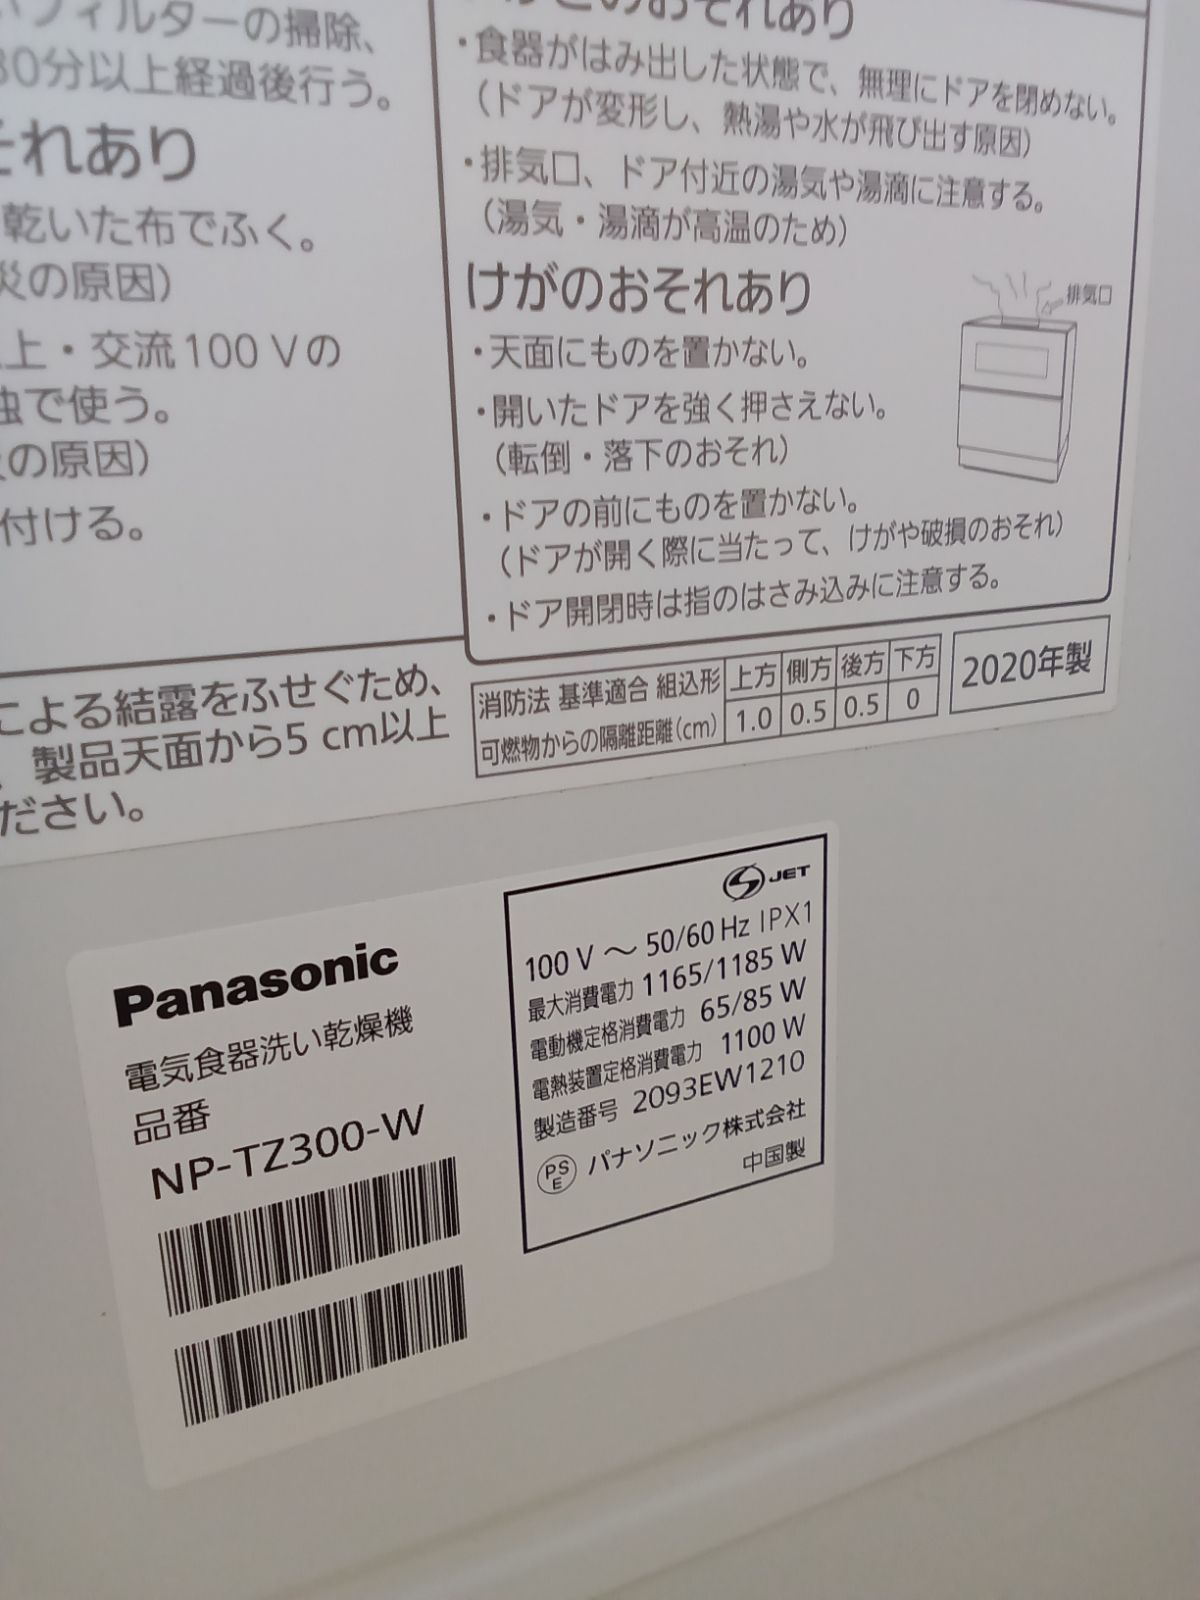 フィルターの掃除、
30分以上経過後行う。
それあり
乾いた布でふく。
災の原因)
上・交流100 Vの
独で使う。
の原因)
付ける。
による結露をふせぐため、
製品天面から5 cm以上
ださい。
のおそれあり
・食器がはみ出した状態で、無理にドアを閉めない。
(ドアが変形し、熱湯や水が飛び出す原因)
・排気口、ドア付近の湯気や湯滴に注意する。
(湯気・湯滴が高温のため)
けがのおそれあり
排気口
・天面にものを置かない。
・開いたドアを強く押さえない。
(転倒・落下のおそれ)
・ドアの前にものを置かない。
(ドアが開く際に当たって、けがや破損のおそれ)
・ドア開閉時は指のはさみ込みに注意する。
消防法 基準適合 組込形 上方 側方 後方 下方
可燃物からの隔離距離(cm) 1.0 0.5 0.5 0
2020年製
Panasonic
電気食器洗い乾燥機
品番
NP-TZ300-W
JET
100 V ～ 50/60 Hz IPX1
最大消費電力 1165/1185 W
電動機定格消費電力 65/85 W
電熱装置定格消費電力 1100 W
製造番号 2093EW1210
PSE パナソニック株式会社
中国製